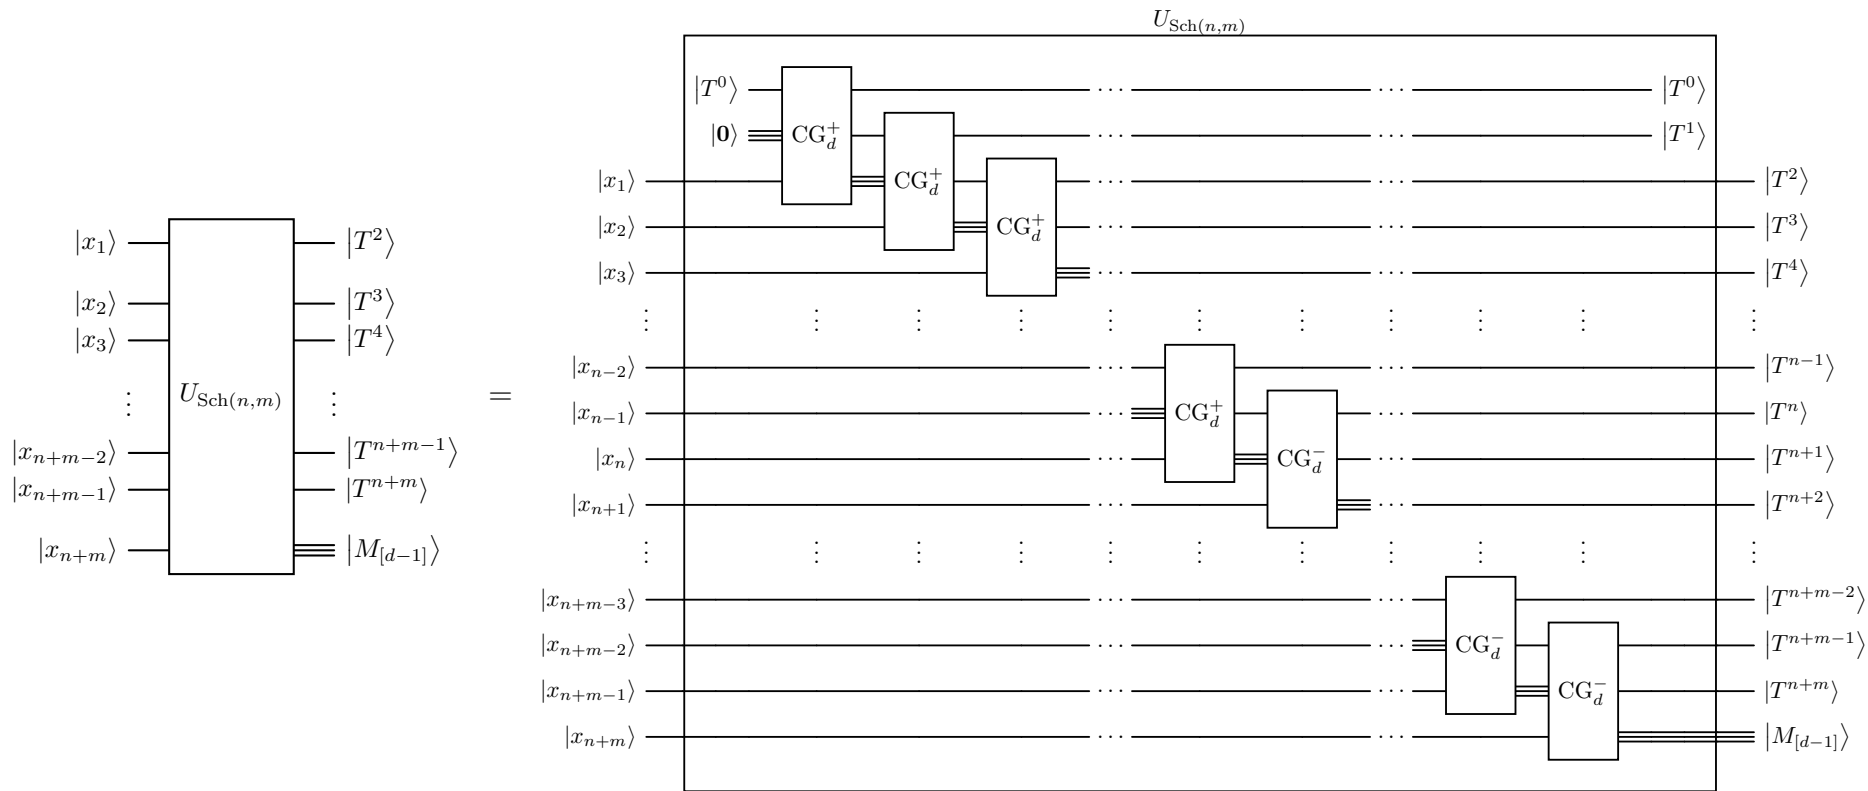 U_{Sch(n,m)}
|T^0⟩ CG_d^+ ⋯ ⋯ |T^0⟩
|𝟎⟩ CG_d^+ ⋯ ⋯ |T^1⟩
|x_1⟩ CG_d^+ ⋯ ⋯ |T^2⟩
|x_2⟩ ⋯ ⋯ |T^3⟩
|x_3⟩ ⋯ ⋯ |T^4⟩
⋮ ⋮ ⋮ ⋮ ⋮ ⋮ ⋮ ⋮ ⋮ ⋮ ⋮
|x_{n-2}⟩ ⋯ ⋯ |T^{n-1}⟩
|x_{n-1}⟩ ⋯ CG_d^+ ⋯ |T^n⟩
|x_n⟩ ⋯ CG_d^- ⋯ |T^{n+1}⟩
|x_{n+1}⟩ ⋯ ⋯ |T^{n+2}⟩
⋮ ⋮ ⋮ ⋮ ⋮ ⋮ ⋮ ⋮ ⋮ ⋮ ⋮
|x_{n+m-3}⟩ ⋯ ⋯ |T^{n+m-2}⟩
|x_{n+m-2}⟩ ⋯ ⋯ CG_d^- |T^{n+m-1}⟩
|x_{n+m-1}⟩ ⋯ ⋯ CG_d^- |T^{n+m}⟩
|x_{n+m}⟩ ⋯ ⋯ |M_{[d-1]}⟩
|x_1⟩ |T^2⟩
|x_2⟩ |T^3⟩
|x_3⟩ |T^4⟩
⋮ U_{Sch(n,m)} ⋮ =
|x_{n+m-2}⟩ |T^{n+m-1}⟩
|x_{n+m-1}⟩ |T^{n+m}⟩
|x_{n+m}⟩ |M_{[d-1]}⟩